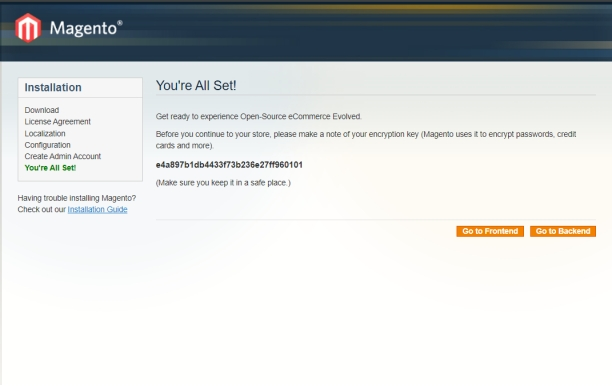 Magento®
Installation
Download
License Agreement
Localization
Configuration
Create Admin Account
You're All Set!
Having trouble installing Magento?
Check out our Installation Guide
You're All Set!
Get ready to experience Open-Source eCommerce Evolved.
Before you continue to your store, please make a note of your encryption key (Magento uses it to encrypt passwords, credit
cards and more).
e4a897b1db4433f73b236e27ff960101
(Make sure you keep it in a safe place.)
Go to Frontend
Go to Backend